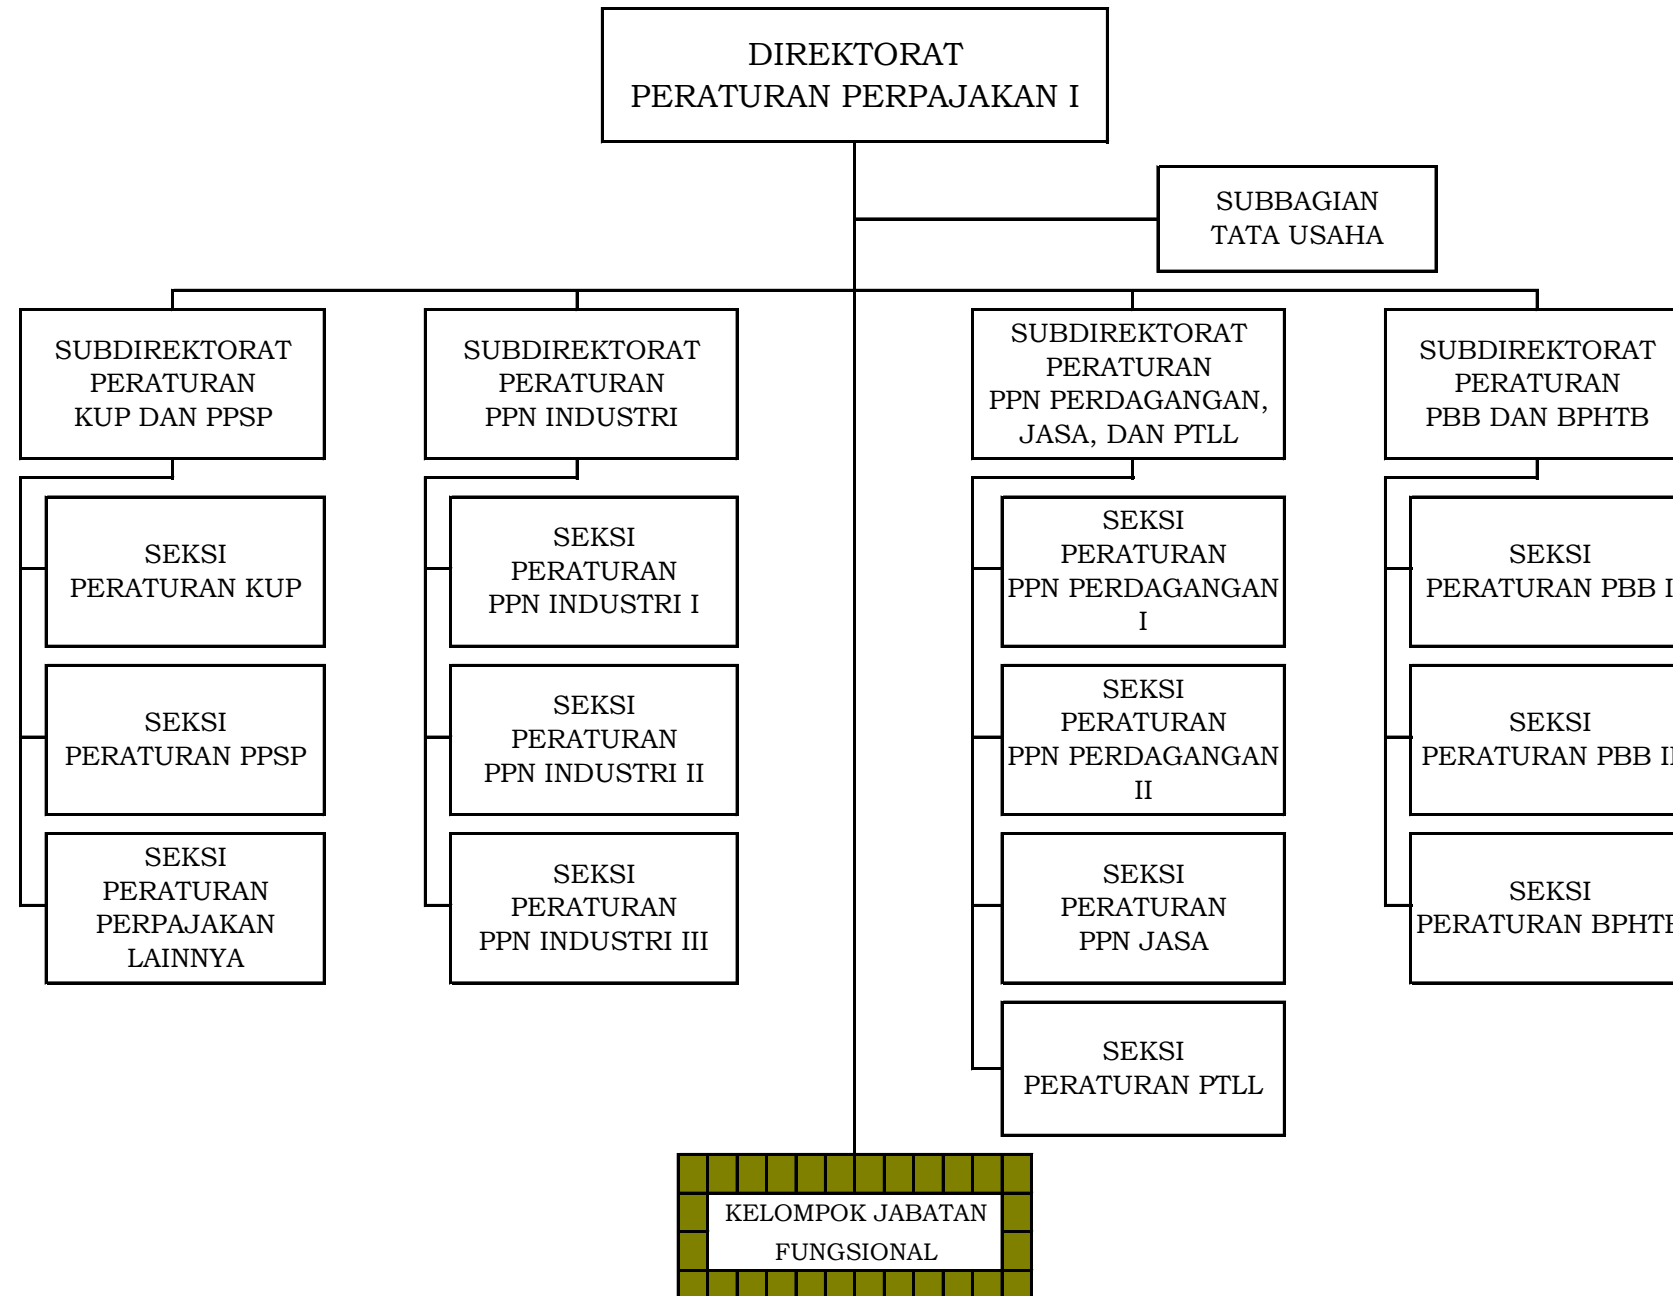 DIREKTORAT
PERATURAN PERPAJAKAN I
SUBBAGIAN
TATA USAHA
SUBDIREKTORAT
PERATURAN
KUP DAN PPSP
SUBDIREKTORAT
PERATURAN
PPN INDUSTRI
SUBDIREKTORAT
PERATURAN
PPN PERDAGANGAN,
JASA, DAN PTLL
SUBDIREKTORAT
PERATURAN
PBB DAN BPHTB
SEKSI
PERATURAN KUP
SEKSI
PERATURAN PPSP
SEKSI
PERATURAN
PERPAJAKAN
LAINNYA
SEKSI
PERATURAN
PPN INDUSTRI I
SEKSI
PERATURAN
PPN INDUSTRI II
SEKSI
PERATURAN
PPN INDUSTRI III
SEKSI
PERATURAN
PPN PERDAGANGAN
I
SEKSI
PERATURAN
PPN PERDAGANGAN
II
SEKSI
PERATURAN
PPN JASA
SEKSI
PERATURAN PTLL
SEKSI
PERATURAN PBB I
SEKSI
PERATURAN PBB II
SEKSI
PERATURAN BPHTB
KELOMPOK JABATAN
FUNGSIONAL